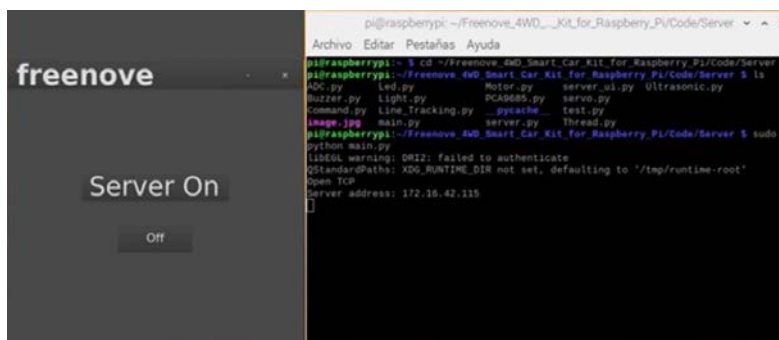 freenove
Server On
Off
pi@raspberrypi: ~/Freenove_4WD_..._Kit_for_Raspberry_Pi/Code/Server
Archivo Editar Pestañas Ayuda
pi@raspberrypi:~ $ cd ~/Freenove_4WD_Smart_Car_Kit_for_Raspberry_Pi/Code/Server
pi@raspberrypi:~/Freenove_4WD_Smart_Car_Kit_for_Raspberry_Pi/Code/Server $ ls
ADC.py Led.py Motor.py server_ui.py Ultrasonic.py
Buzzer.py Light.py PCA9685.py servo.py
Command.py Line_Tracking.py __pycache__ test.py
image.jpg main.py server.py Thread.py
pi@raspberrypi:~/Freenove_4WD_Smart_Car_Kit_for_Raspberry_Pi/Code/Server $ sudo
python main.py
libEGL warning: DRI2: failed to authenticate
QStandardPaths: XDG_RUNTIME_DIR not set, defaulting to '/tmp/runtime-root'
Open TCP
Server address: 172.16.42.115